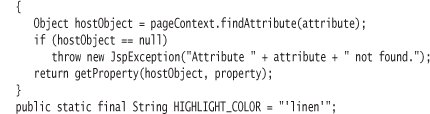 {
Object hostObject = pageContext.findAttribute(attribute);
if (hostObject == null)
throw new JspException("Attribute " + attribute + " not found.");
return getProperty(hostObject, property);
}
public static final String HIGHLIGHT_COLOR = "'linen'";